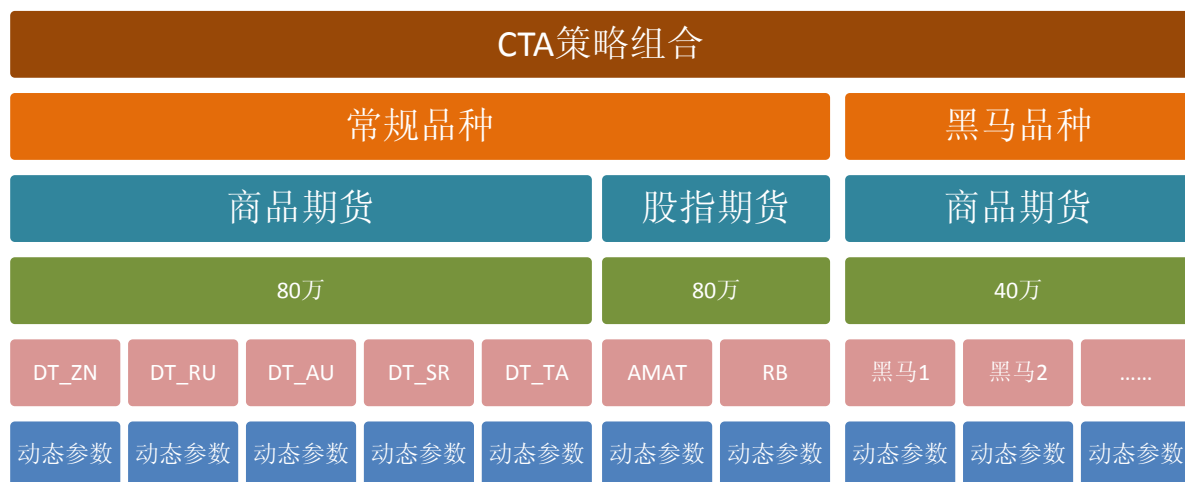 CTA策略组合
常规品种 黑马品种
商品期货 股指期货 商品期货
80万 80万 40万
DT_ZN DT_RU DT_AU DT_SR DT_TA AMAT RB 黑马1 黑马2 ……
动态参数 动态参数 动态参数 动态参数 动态参数 动态参数 动态参数 动态参数 动态参数 动态参数